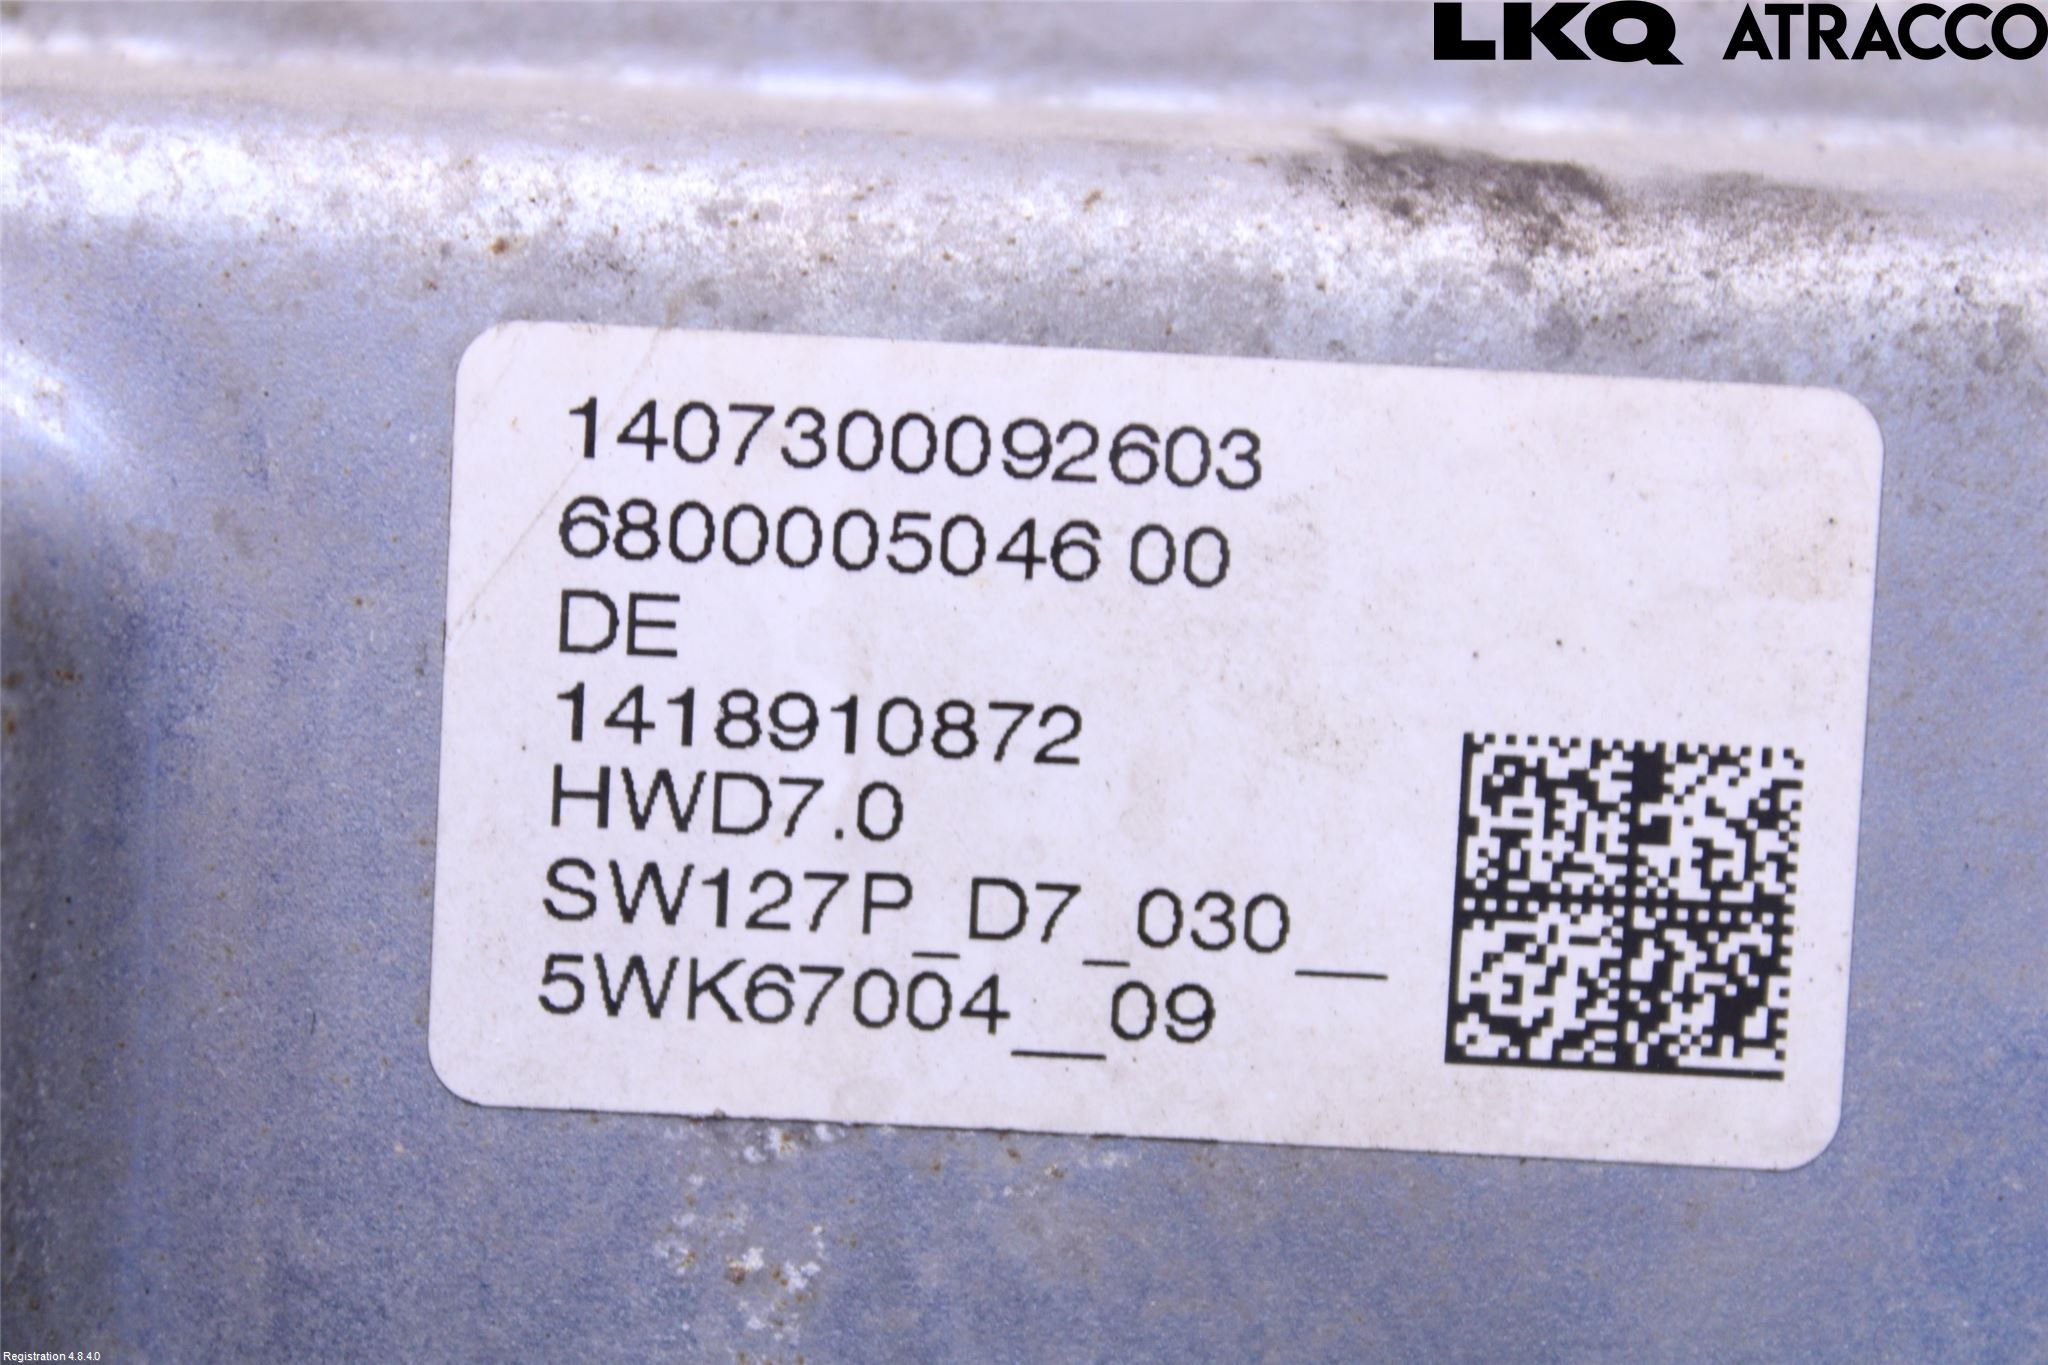 LKQ ATRACCO
1407300092603
6800005046 00
DE
1418910872
HWD7.0
SW127P_D7_030__
5WK67004__09
Registration 4.8.4.0